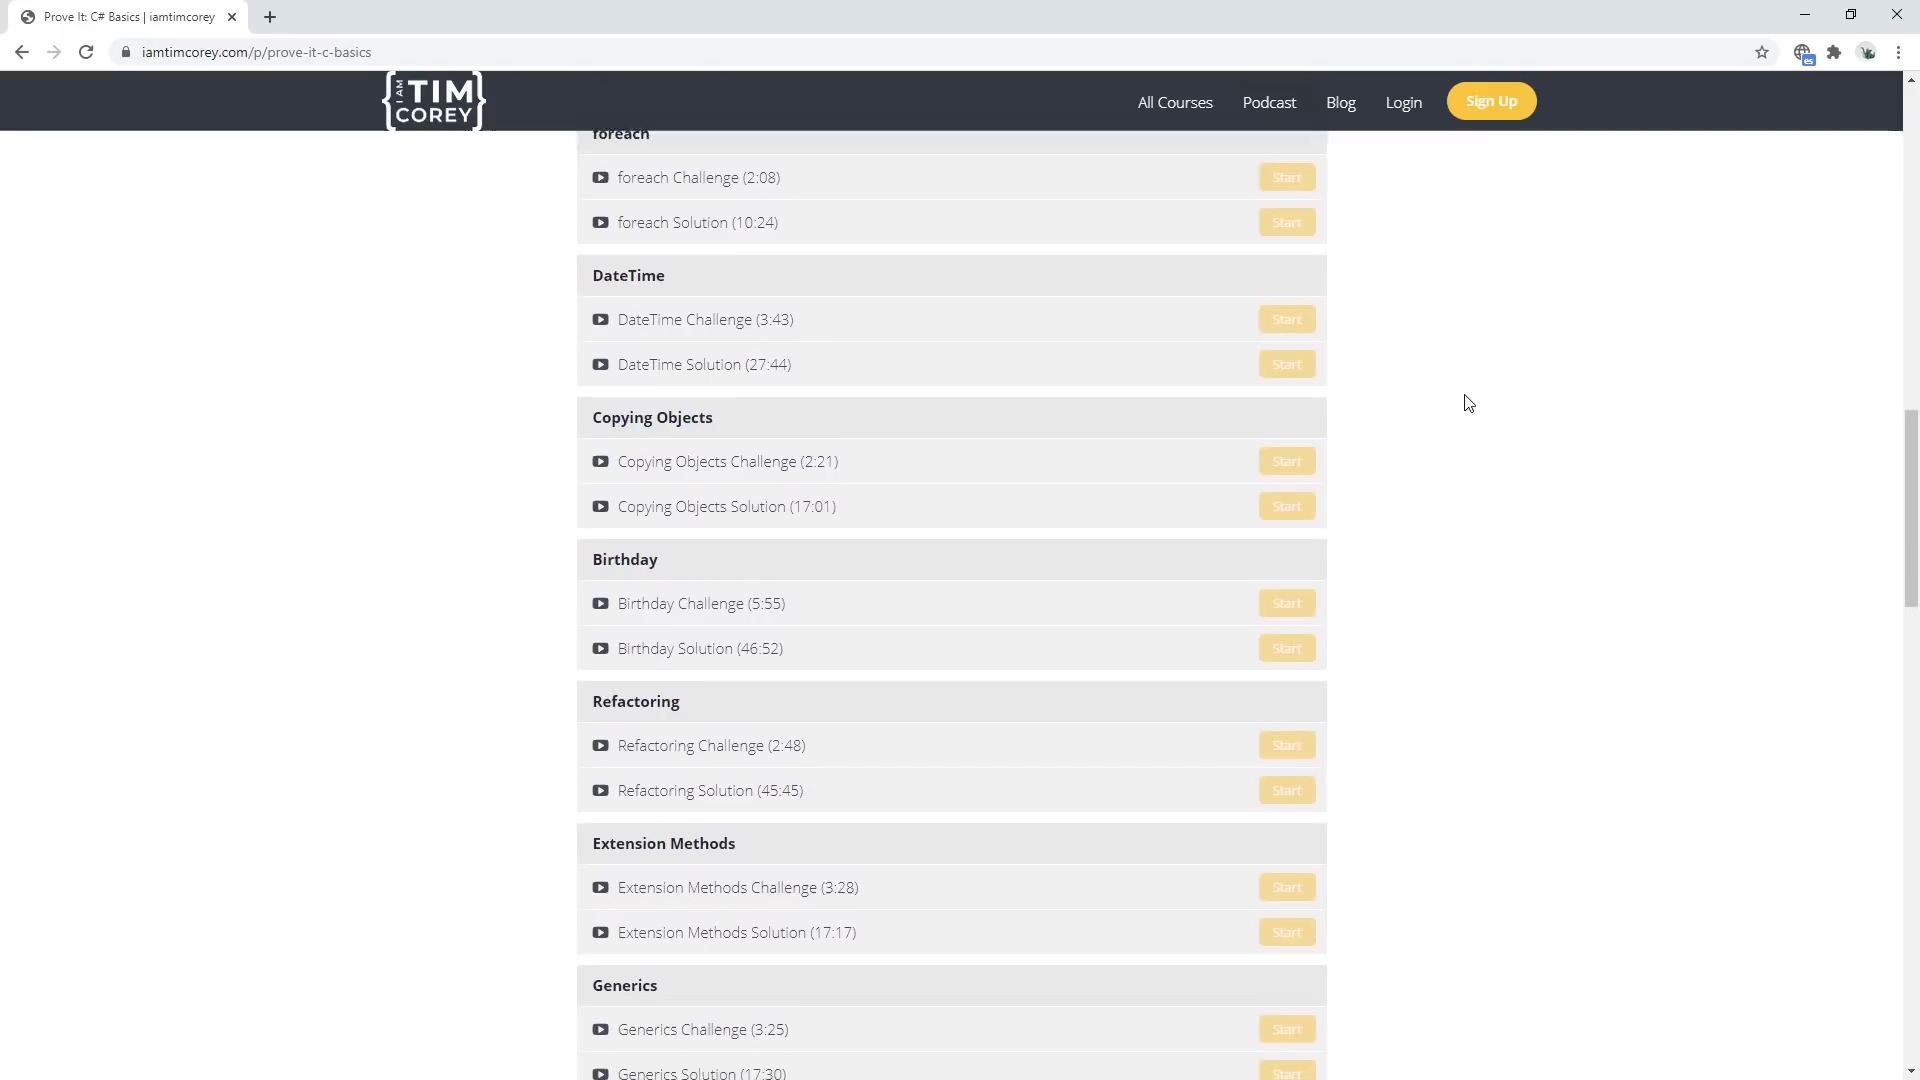 Prove It: C# Basics | iamtimcorey
iamtimcorey.com/p/prove-it-c-basics
es
I AM TIM COREY
All Courses
Podcast
Blog
Login
Sign Up
foreach
foreach Challenge (2:08)
Start
foreach Solution (10:24)
Start
DateTime
DateTime Challenge (3:43)
Start
DateTime Solution (27:44)
Start
Copying Objects
Copying Objects Challenge (2:21)
Start
Copying Objects Solution (17:01)
Start
Birthday
Birthday Challenge (5:55)
Start
Birthday Solution (46:52)
Start
Refactoring
Refactoring Challenge (2:48)
Start
Refactoring Solution (45:45)
Start
Extension Methods
Extension Methods Challenge (3:28)
Start
Extension Methods Solution (17:17)
Start
Generics
Generics Challenge (3:25)
Start
Generics Solution (17:30)
Start